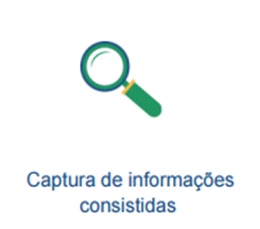 Captura de informações
consistidas